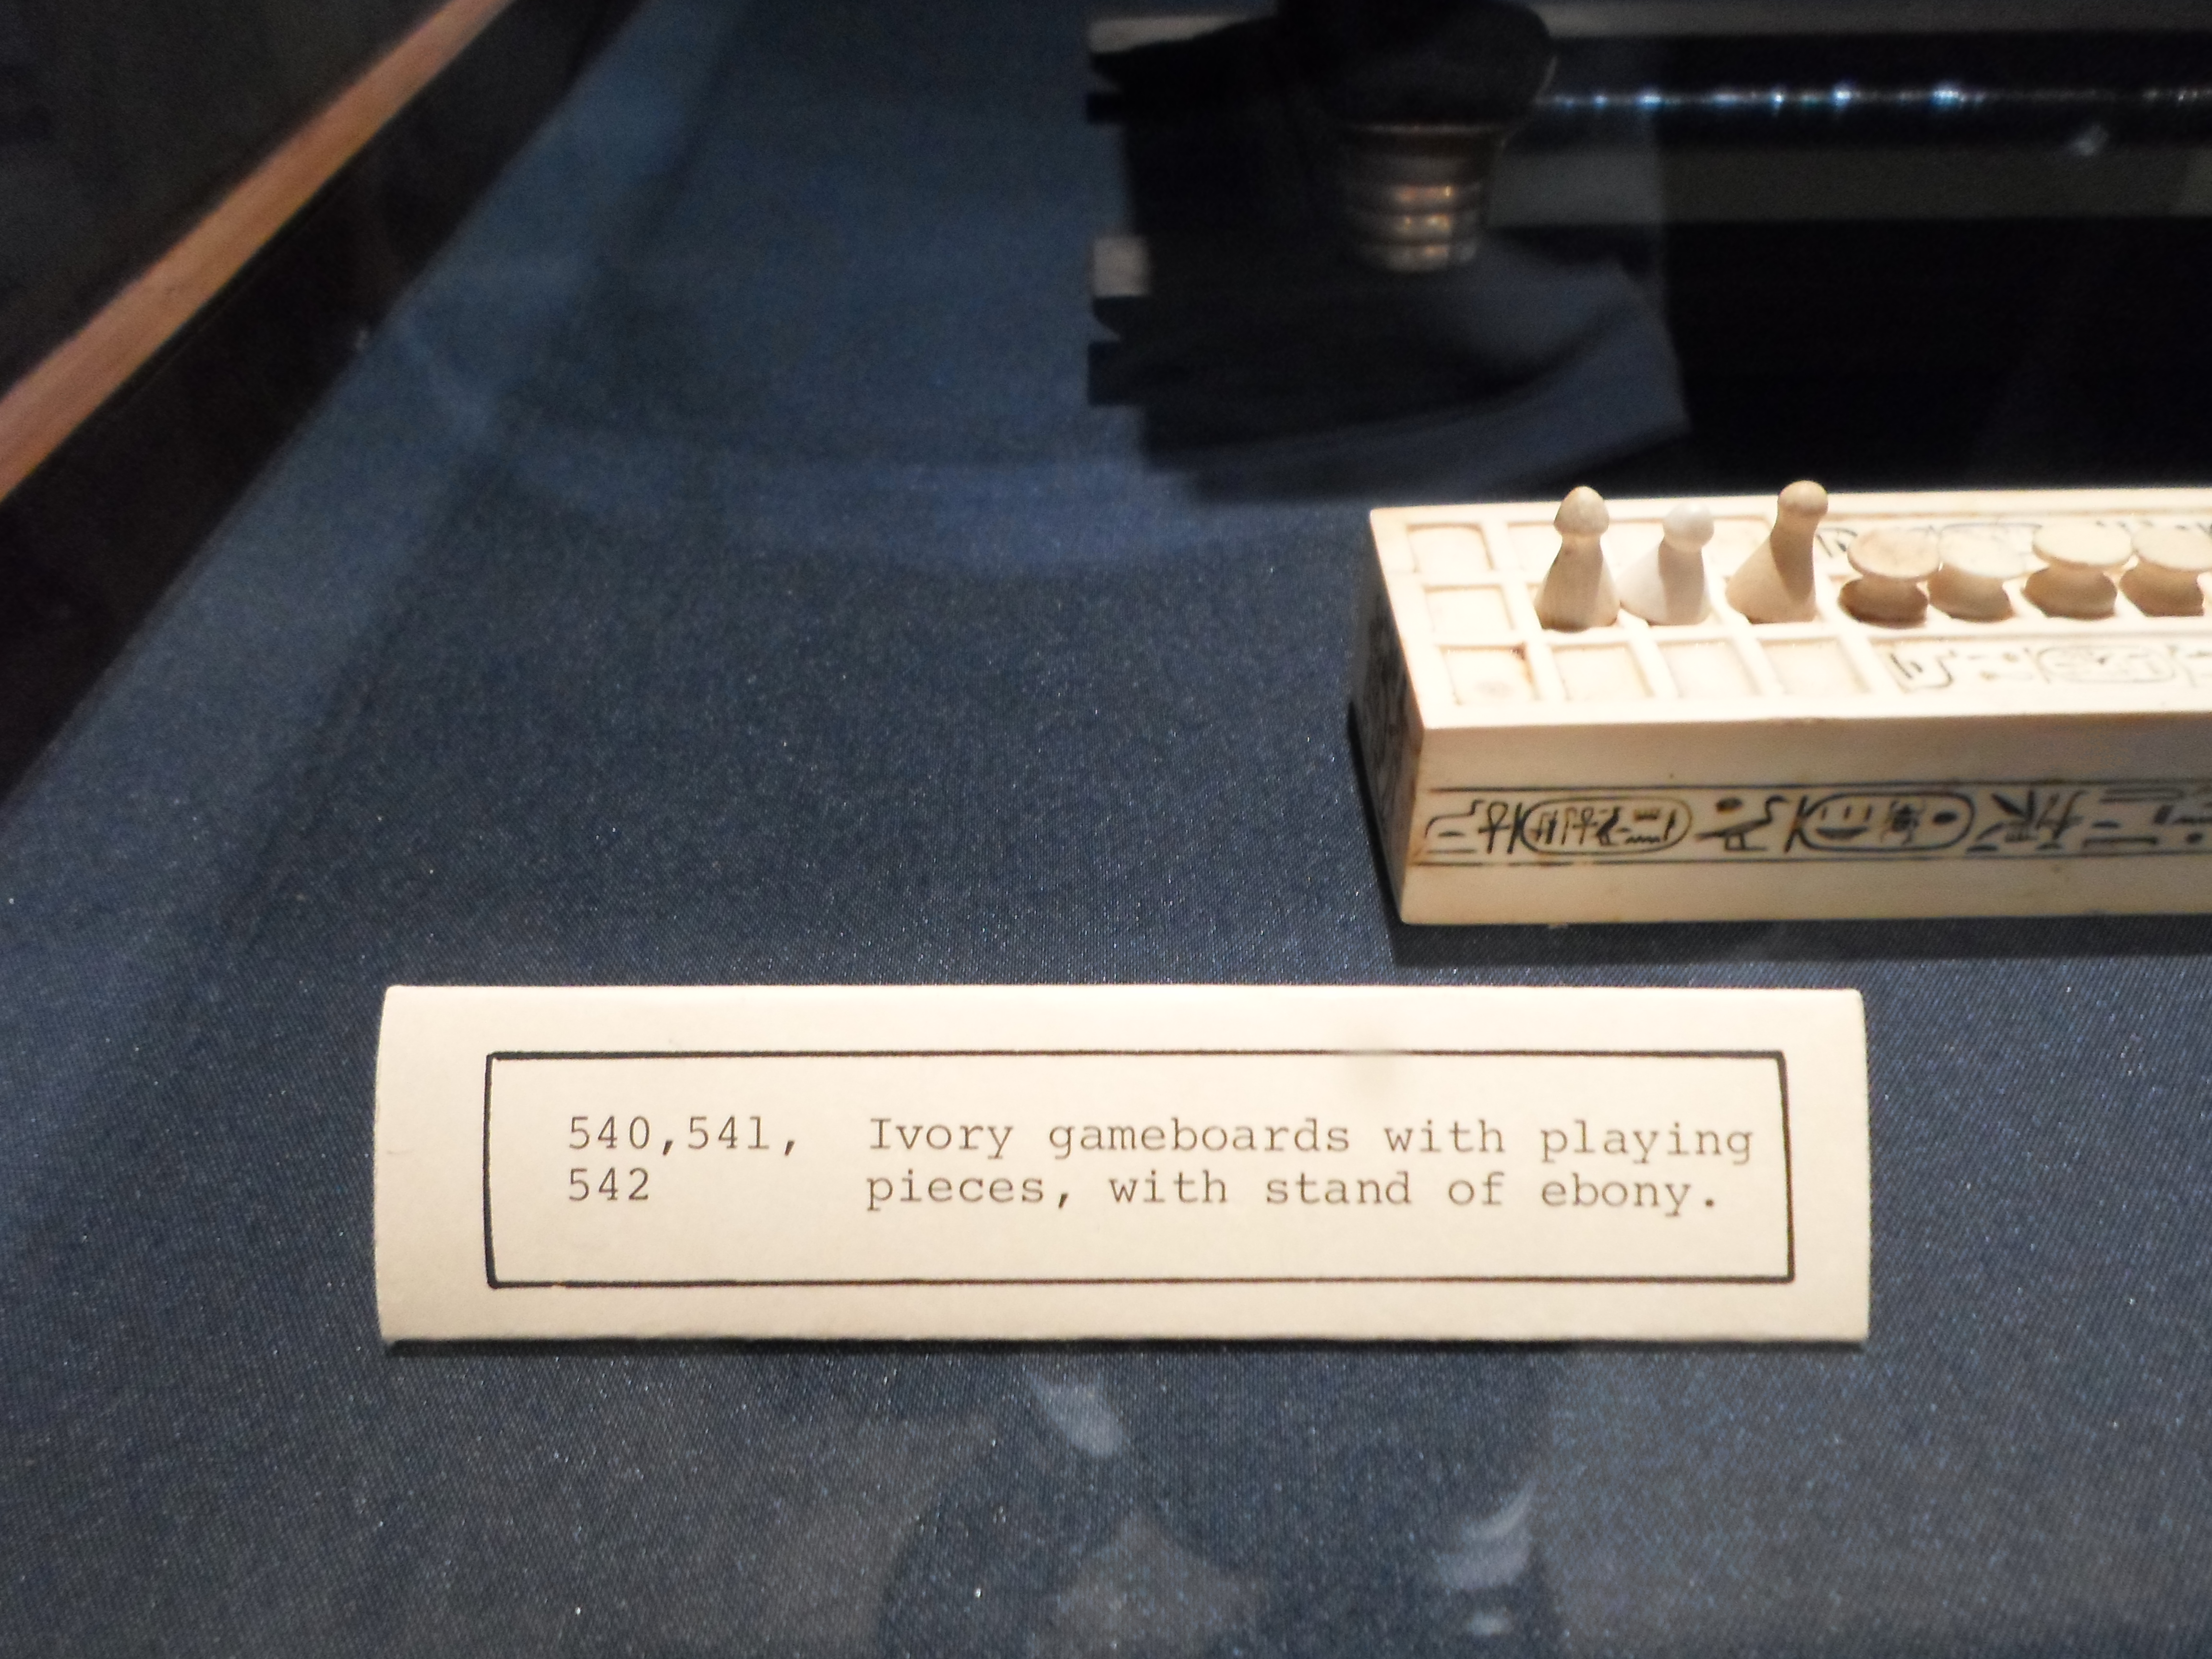 540,541, Ivory gameboards with playing
542 pieces, with stand of ebony.